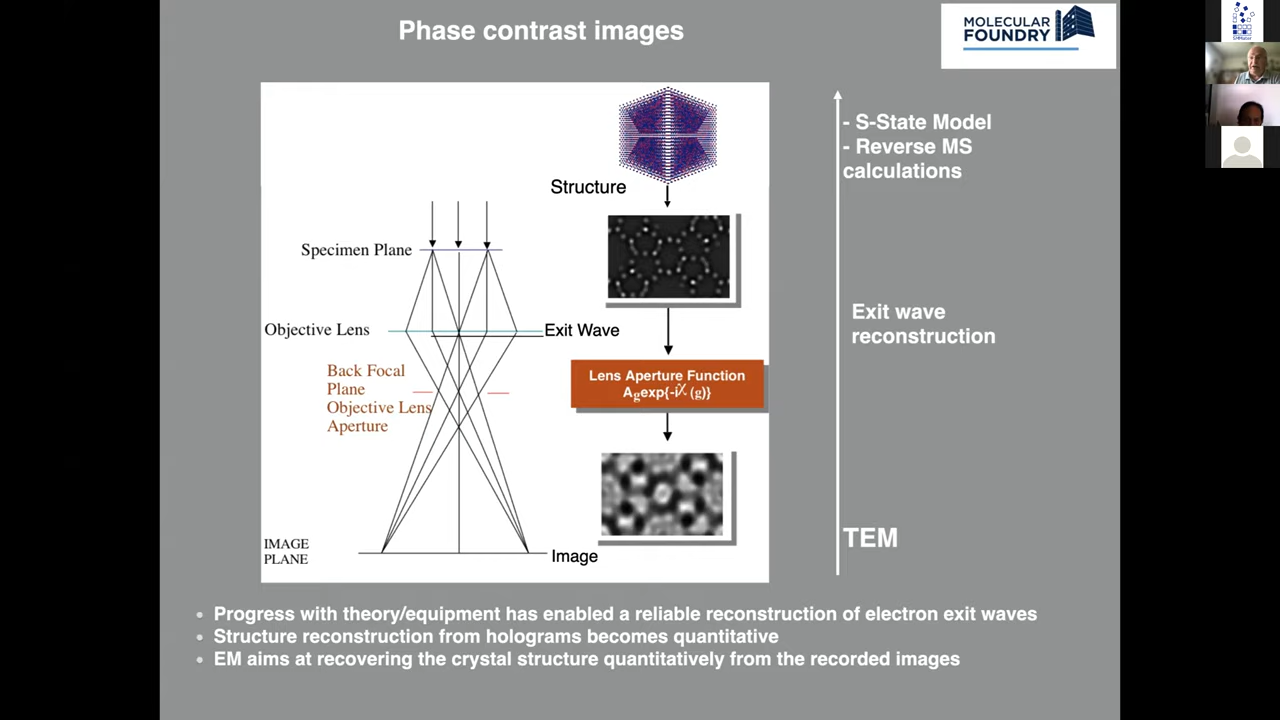 Phase contrast images
MOLECULAR
FOUNDRY
Structure
Specimen Plane
Objective Lens
Exit Wave
Back Focal
Plane
Objective Lens
Aperture
Lens Aperture Function
Agexp{-iχ(g)}
IMAGE
PLANE
Image
- S-State Model
- Reverse MS
calculations
Exit wave
reconstruction
TEM
• Progress with theory/equipment has enabled a reliable reconstruction of electron exit waves
• Structure reconstruction from holograms becomes quantitative
• EM aims at recovering the crystal structure quantitatively from the recorded images